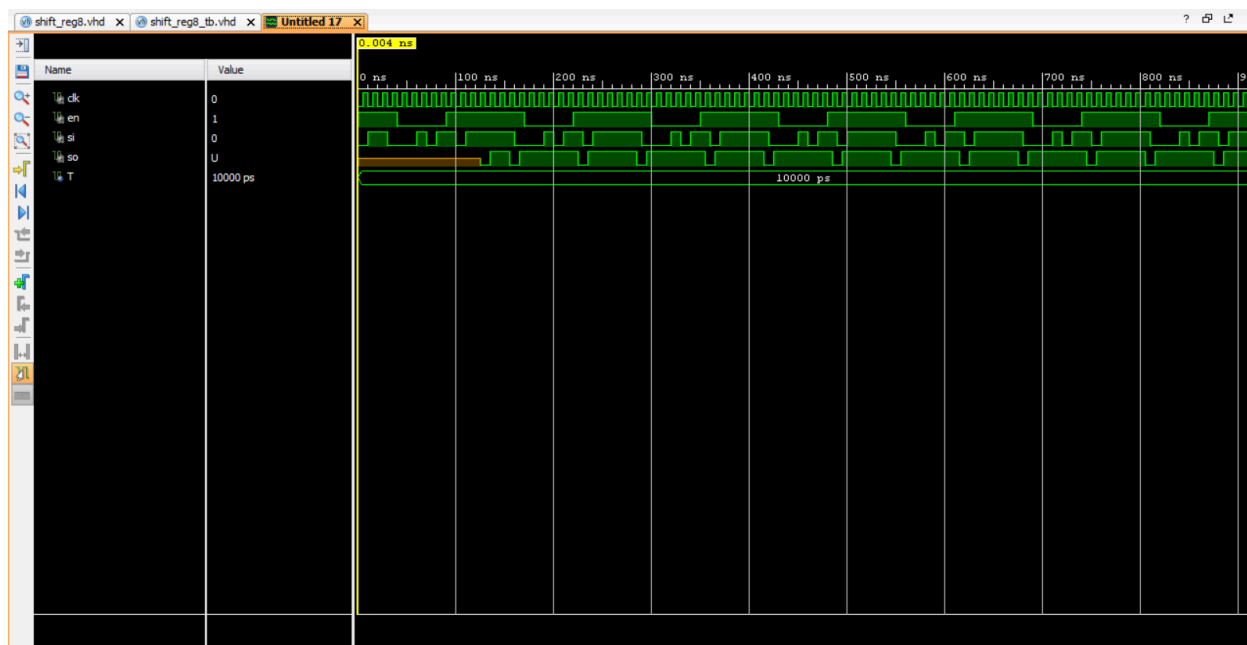 shift_reg8.vhd x shift_reg8_tb.vhd x Untitled 17 x ?
0.004 ns
Name Value
0 ns 100 ns 200 ns 300 ns 400 ns 500 ns 600 ns 700 ns 800 ns 9
clk 0
en 1
si 0
so U
T 10000 ps 10000 ps